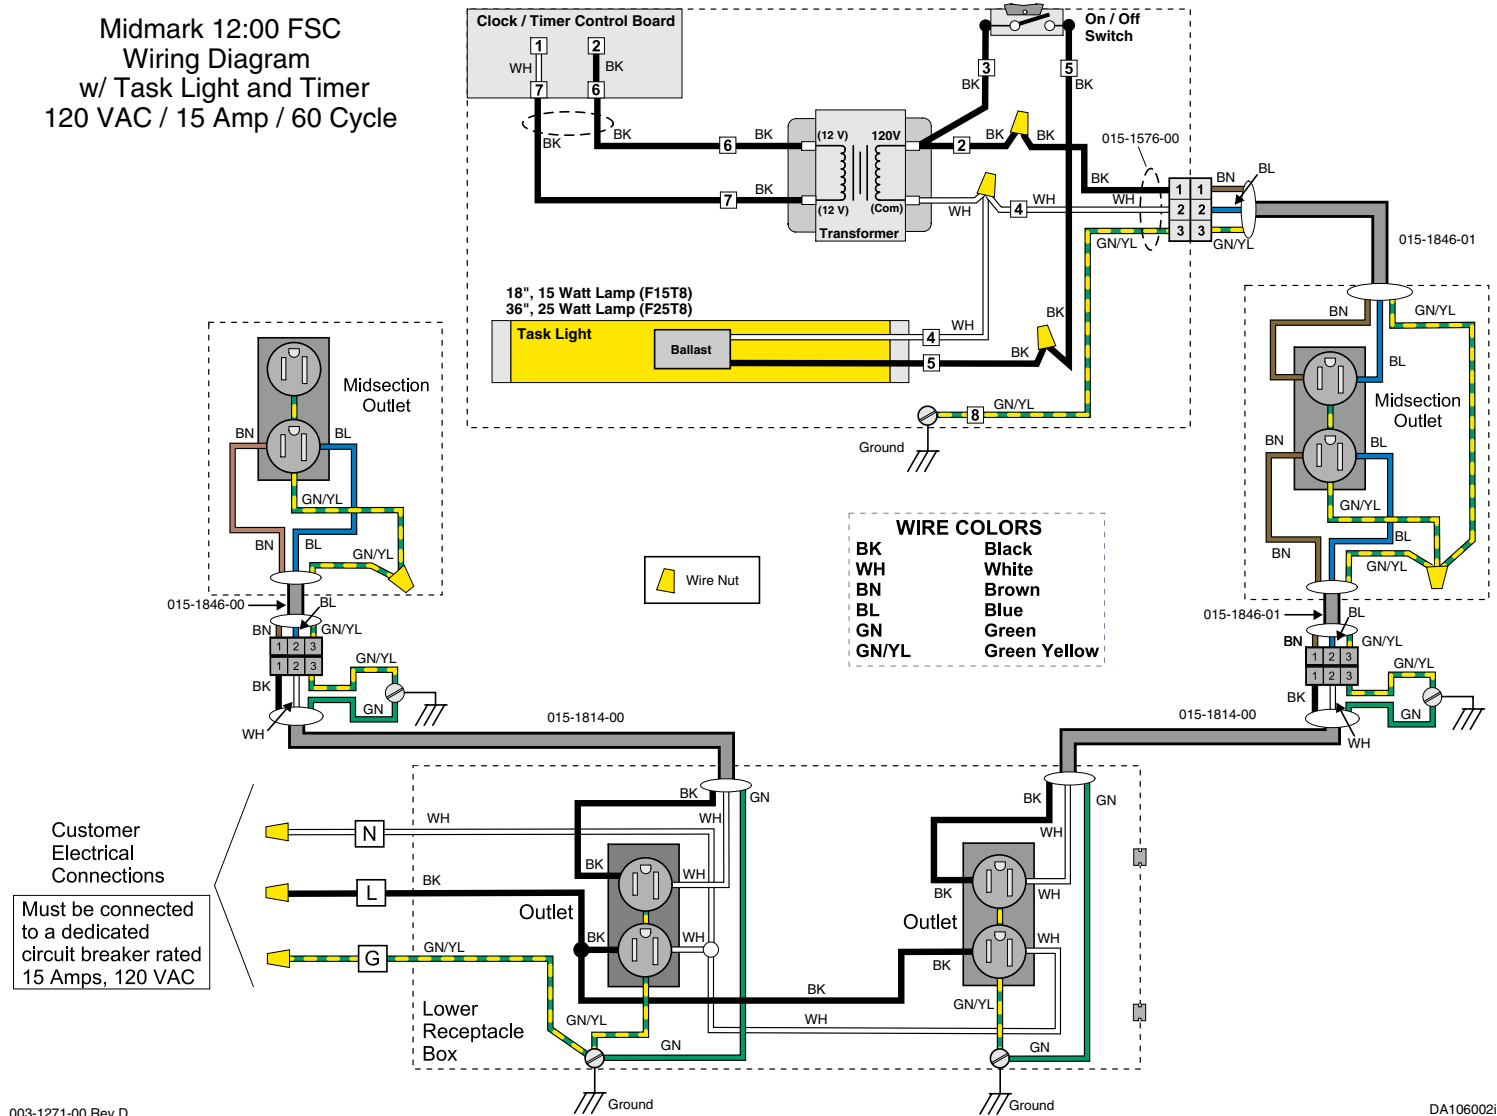 Midmark 12:00 FSC
Wiring Diagram
w/ Task Light and Timer
120 VAC / 15 Amp / 60 Cycle
Clock / Timer Control Board
1
2
WH
BK
7
6
BK
BK
6
BK
7
BK
(12 V)
120V
(12 V)
(Com)
Transformer
On / Off
Switch
3
5
BK
BK
2
BK
BK
015-1576-00
BK
WH
4
WH
WH
GN/YL
1
1
2
2
3
3
BN
BL
GN/YL
015-1846-01
18", 15 Watt Lamp (F15T8)
36", 25 Watt Lamp (F25T8)
Task Light
Ballast
4
WH
5
BK
BK
8
GN/YL
Ground
Midsection
Outlet
BN
BL
GN/YL
BN
BL
GN/YL
015-1846-00
BL
BN
GN/YL
1 2 3
1 2 3
GN/YL
BK
GN
WH
015-1814-00
BN
GN/YL
BL
Midsection
Outlet
BN
BL
GN/YL
BL
BN
GN/YL
015-1846-01
BL
BN
GN/YL
1 2 3
1 2 3
GN/YL
BK
GN
WH
015-1814-00
WIRE COLORS
BK Black
WH White
BN Brown
BL Blue
GN Green
GN/YL Green Yellow
Wire Nut
Customer
Electrical
Connections
Must be connected
to a dedicated
circuit breaker rated
15 Amps, 120 VAC
N
WH
L
BK
G
GN/YL
BK
GN
WH
BK
WH
Outlet
BK
WH
GN/YL
GN
Lower
Receptacle
Box
BK
WH
BK
GN
WH
BK
WH
Outlet
WH
BK
GN/YL
GN
Ground
Ground
003-1271-00 Rev D
DA106002i